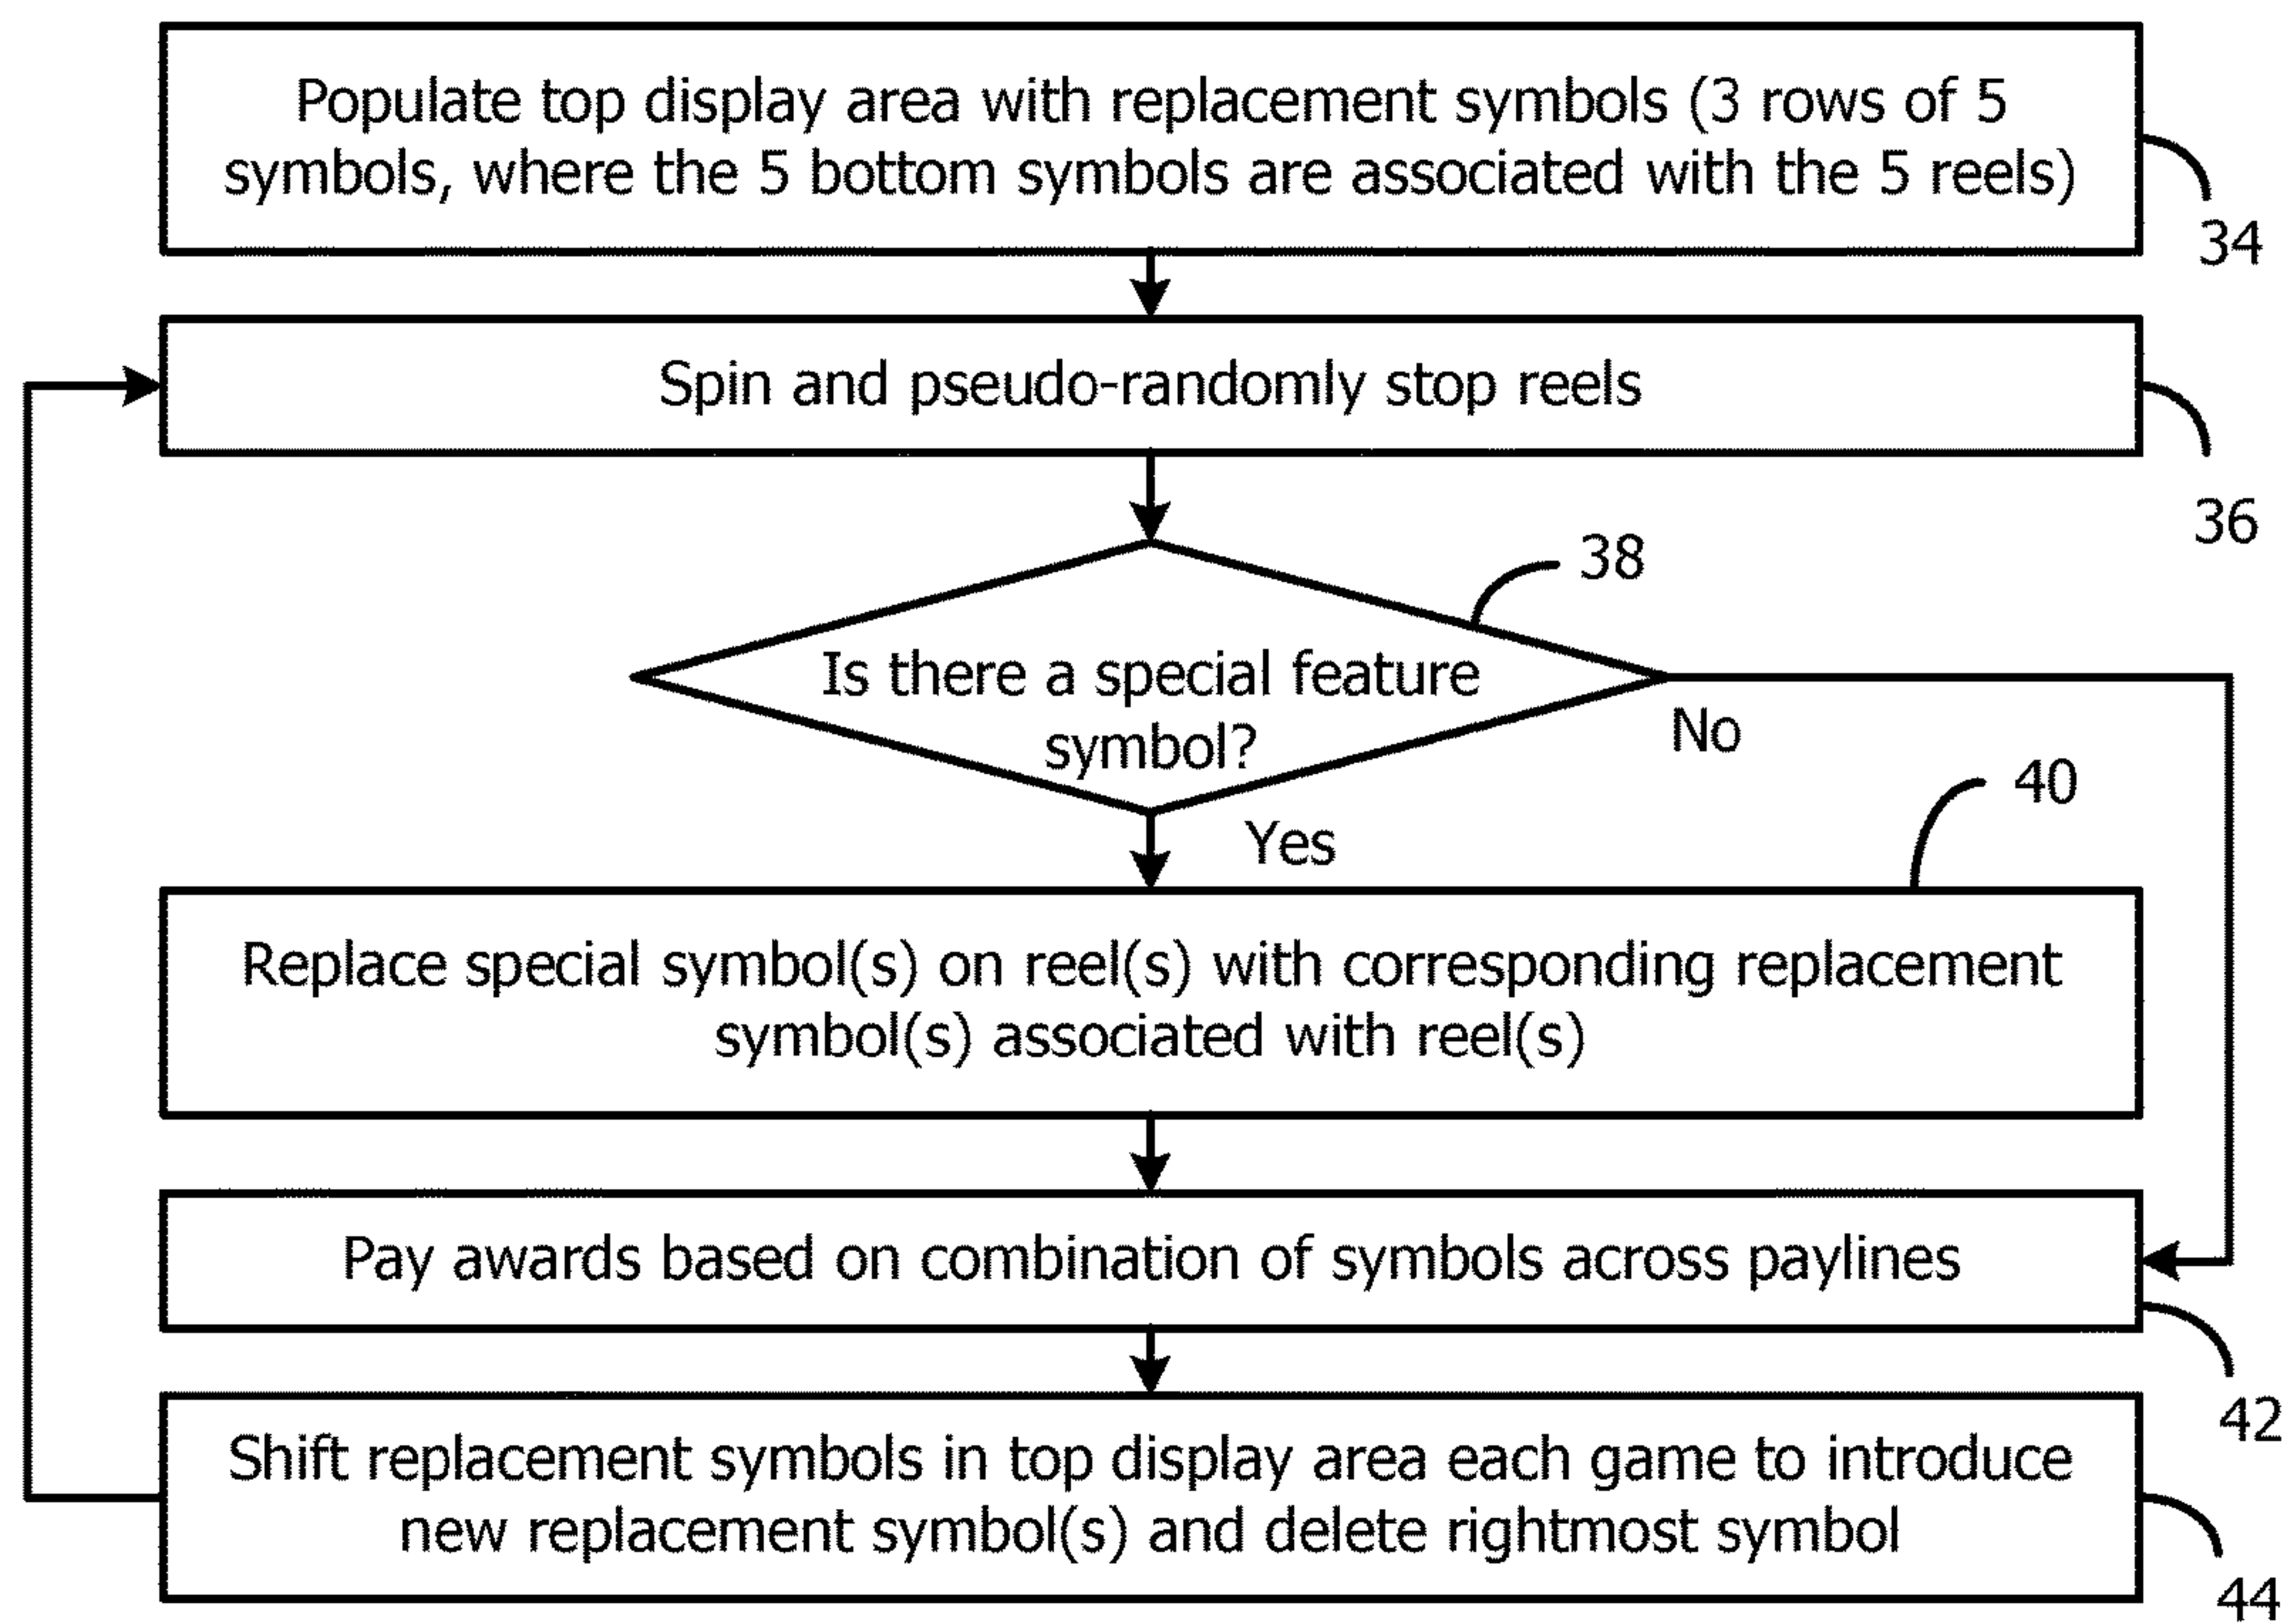 Populate top display area with replacement symbols (3 rows of 5
symbols, where the 5 bottom symbols are associated with the 5 reels)
34
Spin and pseudo-randomly stop reels
36
38
Is there a special feature
symbol?
No
40
Yes
Replace special symbol(s) on reel(s) with corresponding replacement
symbol(s) associated with reel(s)
Pay awards based on combination of symbols across paylines
42
Shift replacement symbols in top display area each game to introduce
new replacement symbol(s) and delete rightmost symbol
44